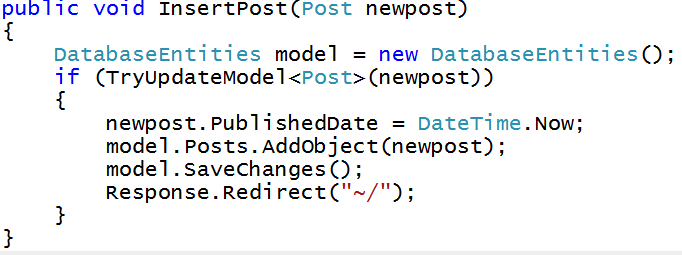 public void InsertPost(Post newpost)
{
    DatabaseEntities model = new DatabaseEntities();
    if (TryUpdateModel<Post>(newpost))
    {
        newpost.PublishedDate = DateTime.Now;
        model.Posts.AddObject(newpost);
        model.SaveChanges();
        Response.Redirect("~/");
    }
}